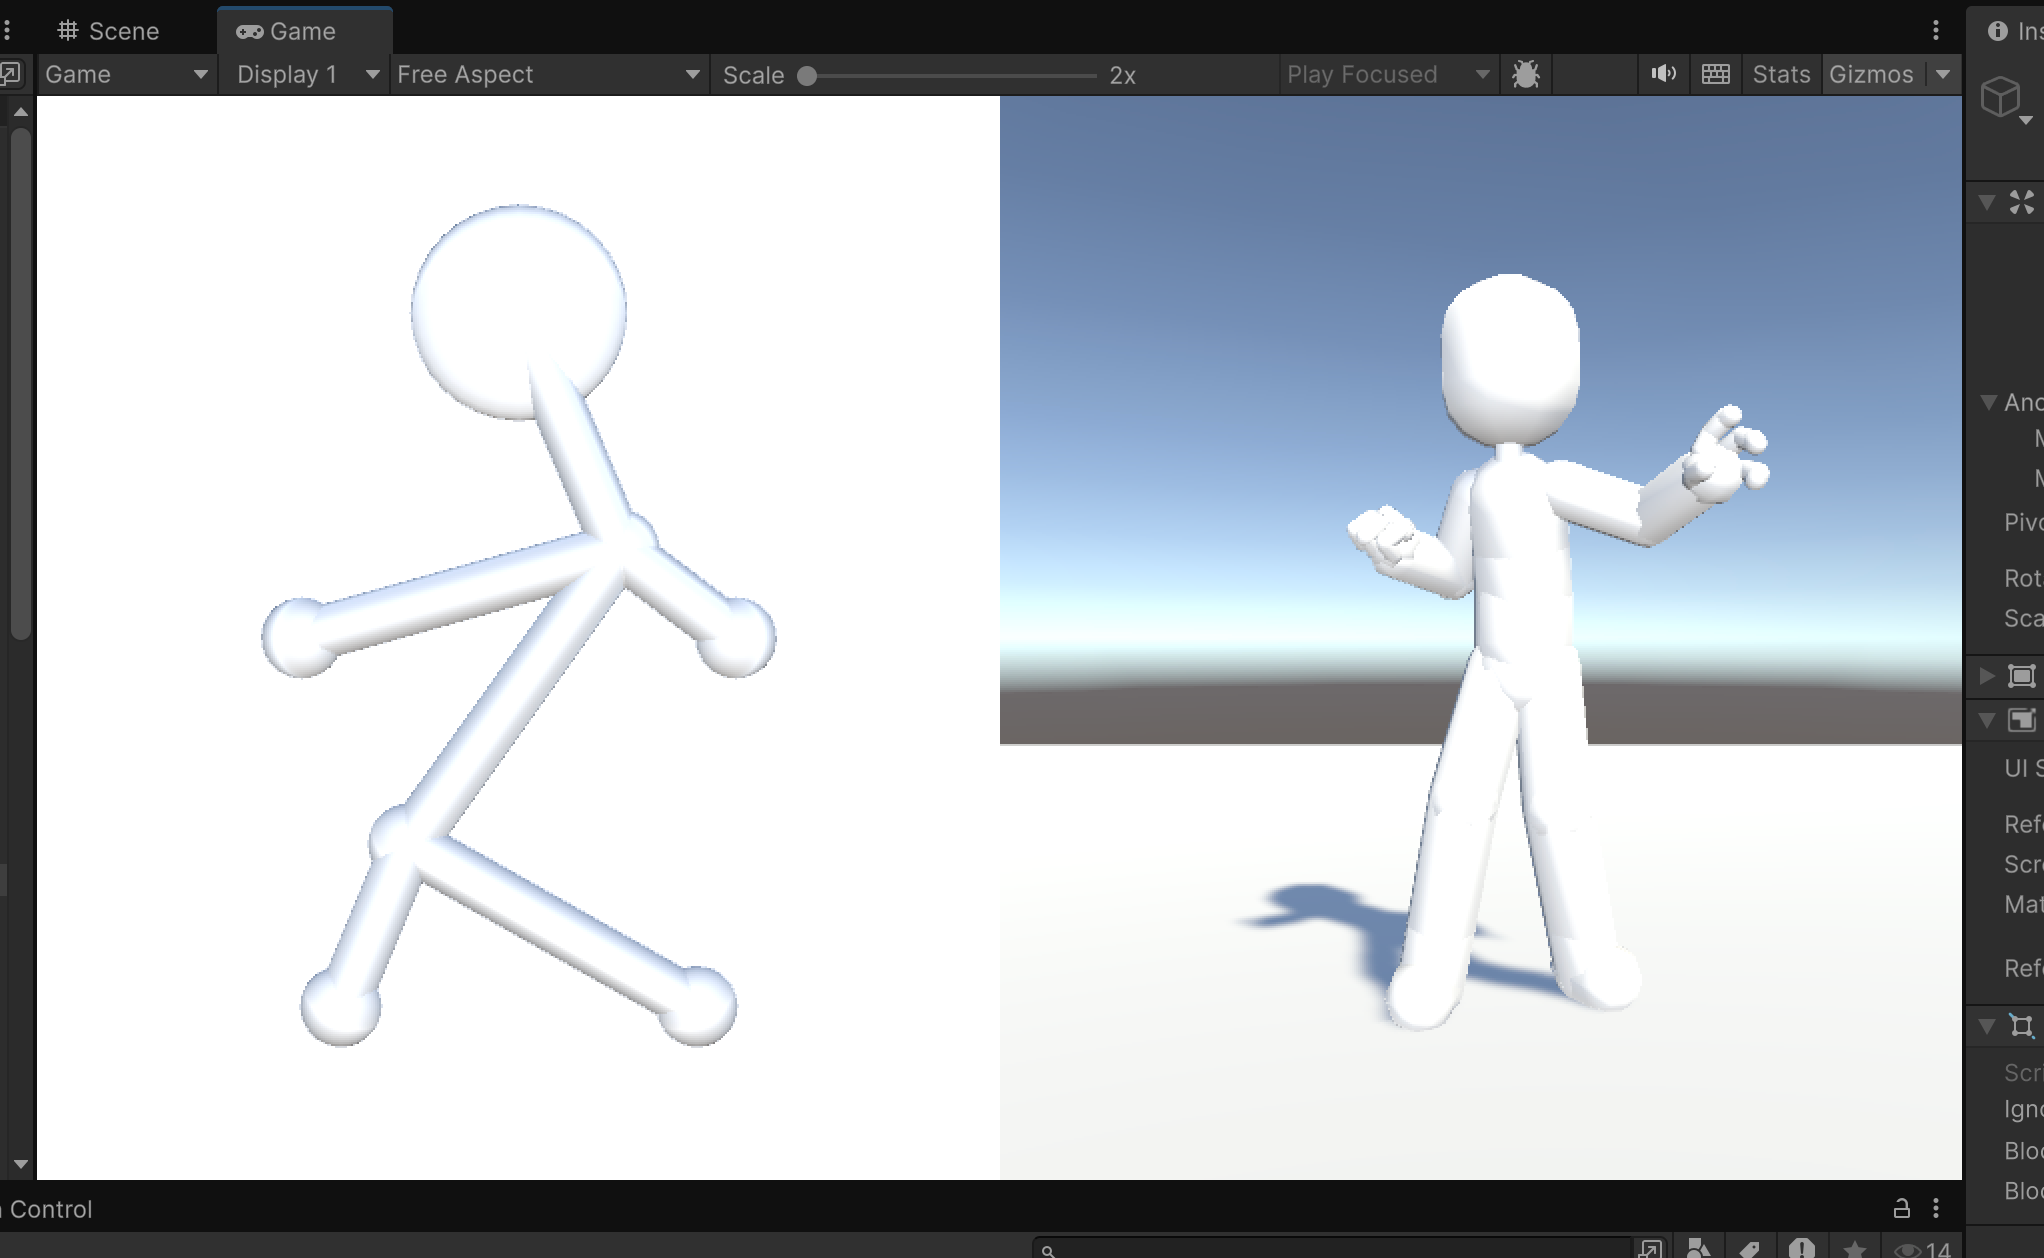 Scene Game Ins
Game Display 1 Free Aspect Scale 2x Play Focused Stats Gizmos
Anc
M
M
Pivo
Rot
Sca
UI S
Refe
Scre
Mat
Refe
Scri
Igno
Bloc
Bloc
Control
14